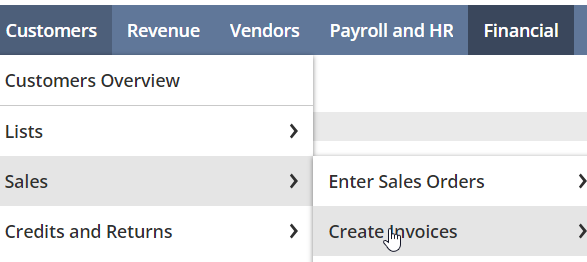 Customers Revenue Vendors Payroll and HR Financial
Customers Overview
Lists
Sales
Enter Sales Orders
Credits and Returns
Create Invoices